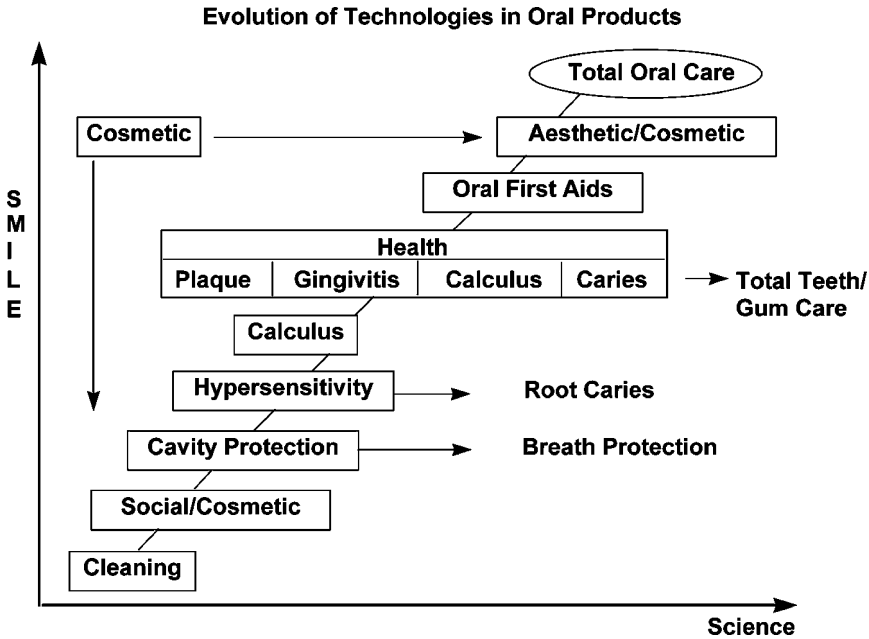 Evolution of Technologies in Oral Products
Total Oral Care
Cosmetic
Aesthetic/Cosmetic
Oral First Aids
SMILE
Health
Plaque
Gingivitis
Calculus
Caries
Total Teeth/
Gum Care
Calculus
Hypersensitivity
Root Caries
Cavity Protection
Breath Protection
Social/Cosmetic
Cleaning
Science